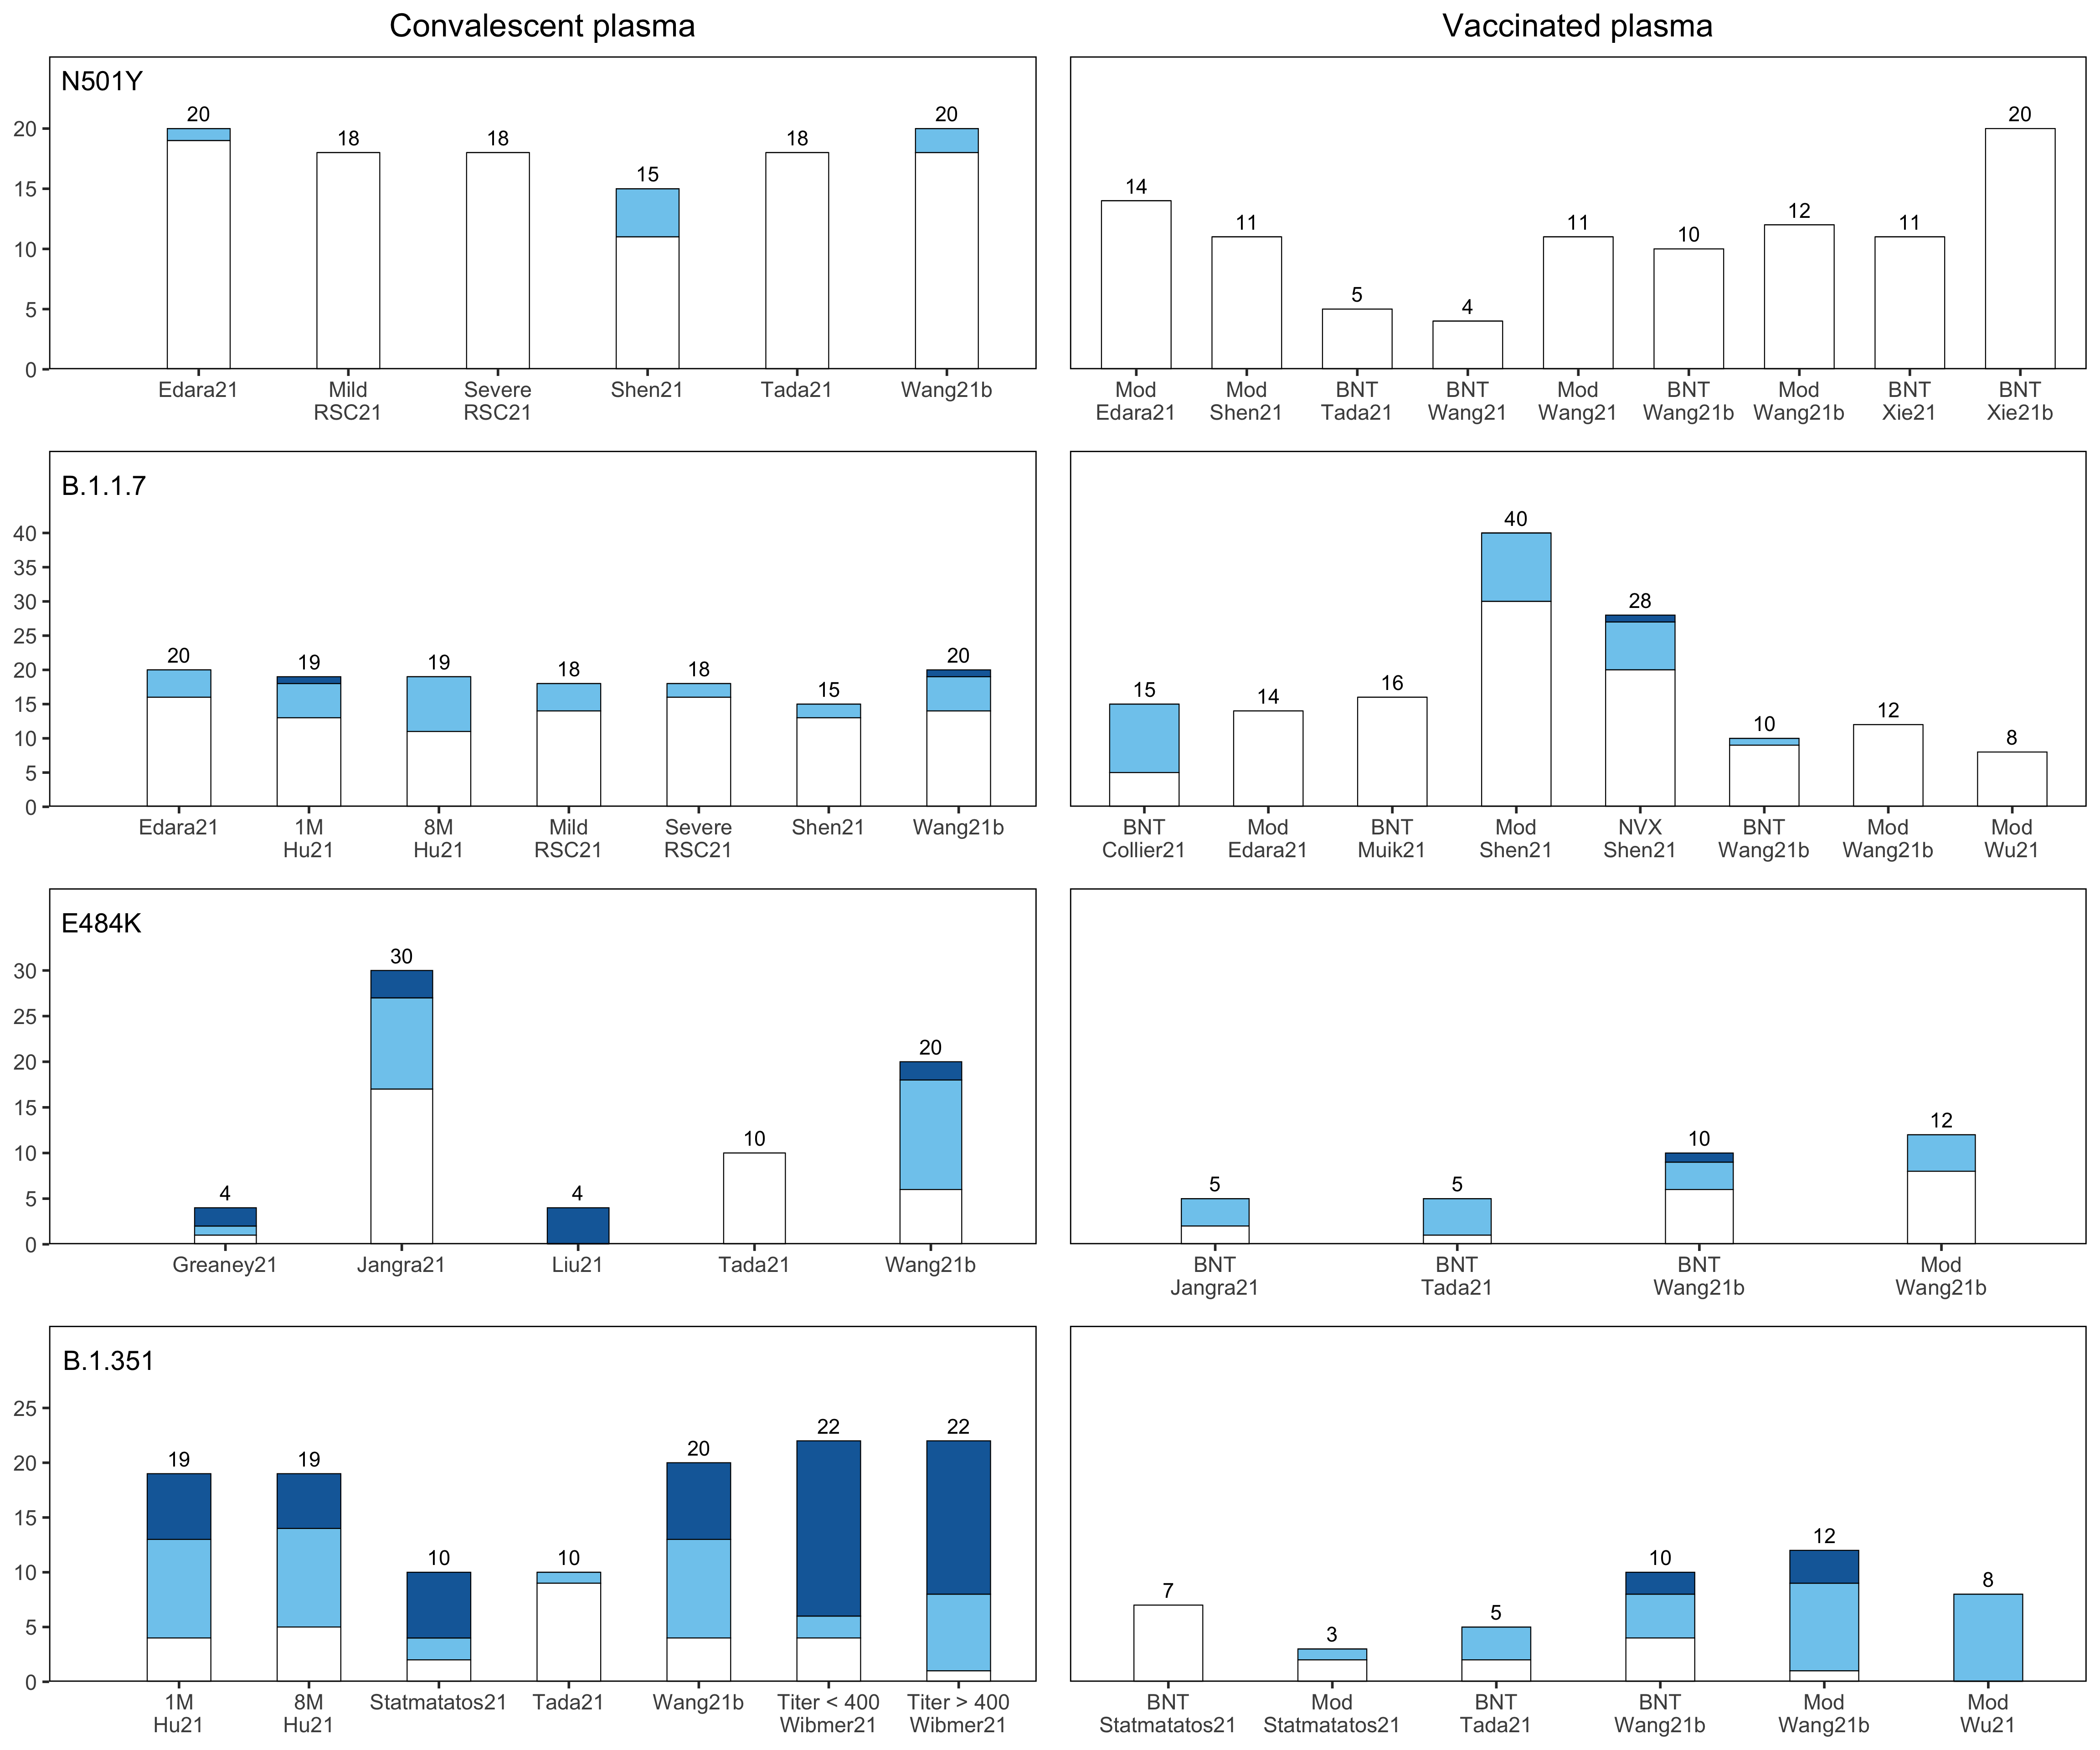 Convalescent plasma
Vaccinated plasma
N501Y
20 18 18 15 18 20
20
15
10
5
0
Edara21 Mild Severe Shen21 Tada21 Wang21b
RSC21 RSC21
14 11 5 4 11 10 12 11 20
Mod Mod BNT BNT Mod BNT Mod BNT BNT
Edara21 Shen21 Tada21 Wang21 Wang21 Wang21b Wang21b Xie21 Xie21b
B.1.1.7
20 19 19 18 18 15 20
40
35
30
25
20
15
10
5
0
Edara21 1M 8M Mild Severe Shen21 Wang21b
Hu21 Hu21 RSC21 RSC21
15 14 16 40 28 10 12 8
BNT Mod BNT Mod NVX BNT Mod Mod
Collier21 Edara21 Muik21 Shen21 Shen21 Wang21b Wang21b Wu21
E484K
4 30 4 10 20
30
25
20
15
10
5
0
Greaney21 Jangra21 Liu21 Tada21 Wang21b
5 5 10 12
BNT BNT BNT Mod
Jangra21 Tada21 Wang21b Wang21b
B.1.351
19 19 10 10 20 22 22
25
20
15
10
5
0
1M 8M Statmatatos21 Tada21 Wang21b Titer < 400 Titer > 400
Hu21 Hu21 Wibmer21 Wibmer21
7 3 5 10 12 8
BNT Mod BNT BNT Mod Mod
Statmatatos21 Statmatatos21 Tada21 Wang21b Wang21b Wu21